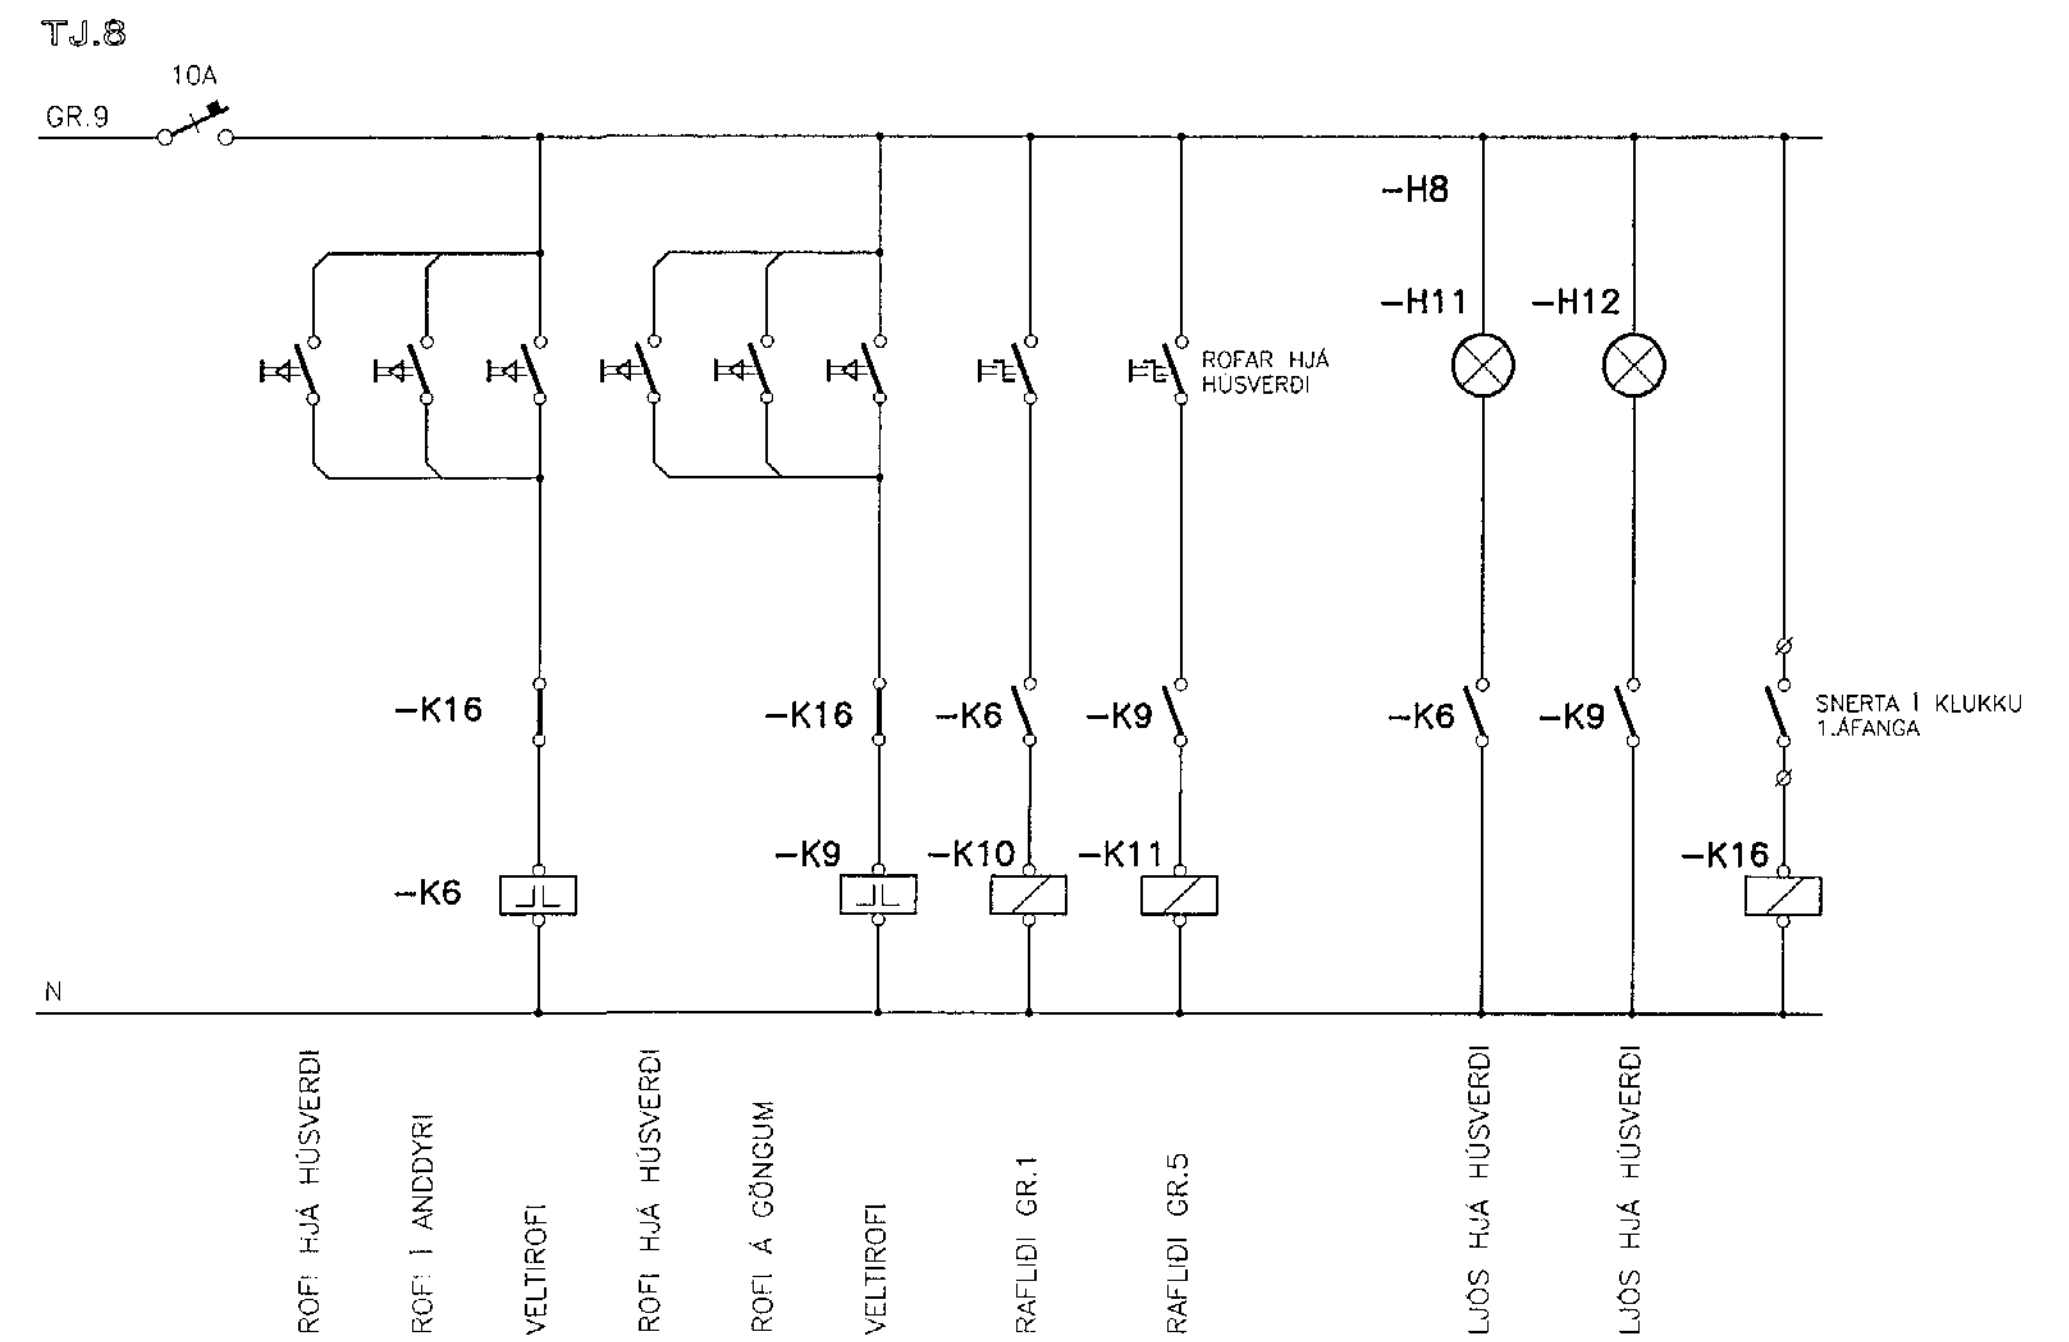 TJ.8
10A
GR.9
-H8
-H11
-H12
ROFAR HJÁ
HÚSVERÐI
-K16
-K16
-K6
-K9
-K6
-K9
SNERTA Í KLUKKU
1.ÁFANGA
-K6
-K9
-K10
-K11
-K16
N
ROFI HJÁ HÚSVERÐI
ROFI Í ANDDYRI
VELTIROFI
ROFI HJÁ HÚSVERÐI
ROFI Á GÖNGUM
VELTIROFI
RAFLIÐI GR.1
RAFLIÐI GR.5
LJÓS HJÁ HÚSVERÐI
LJÓS HJÁ HÚSVERÐI